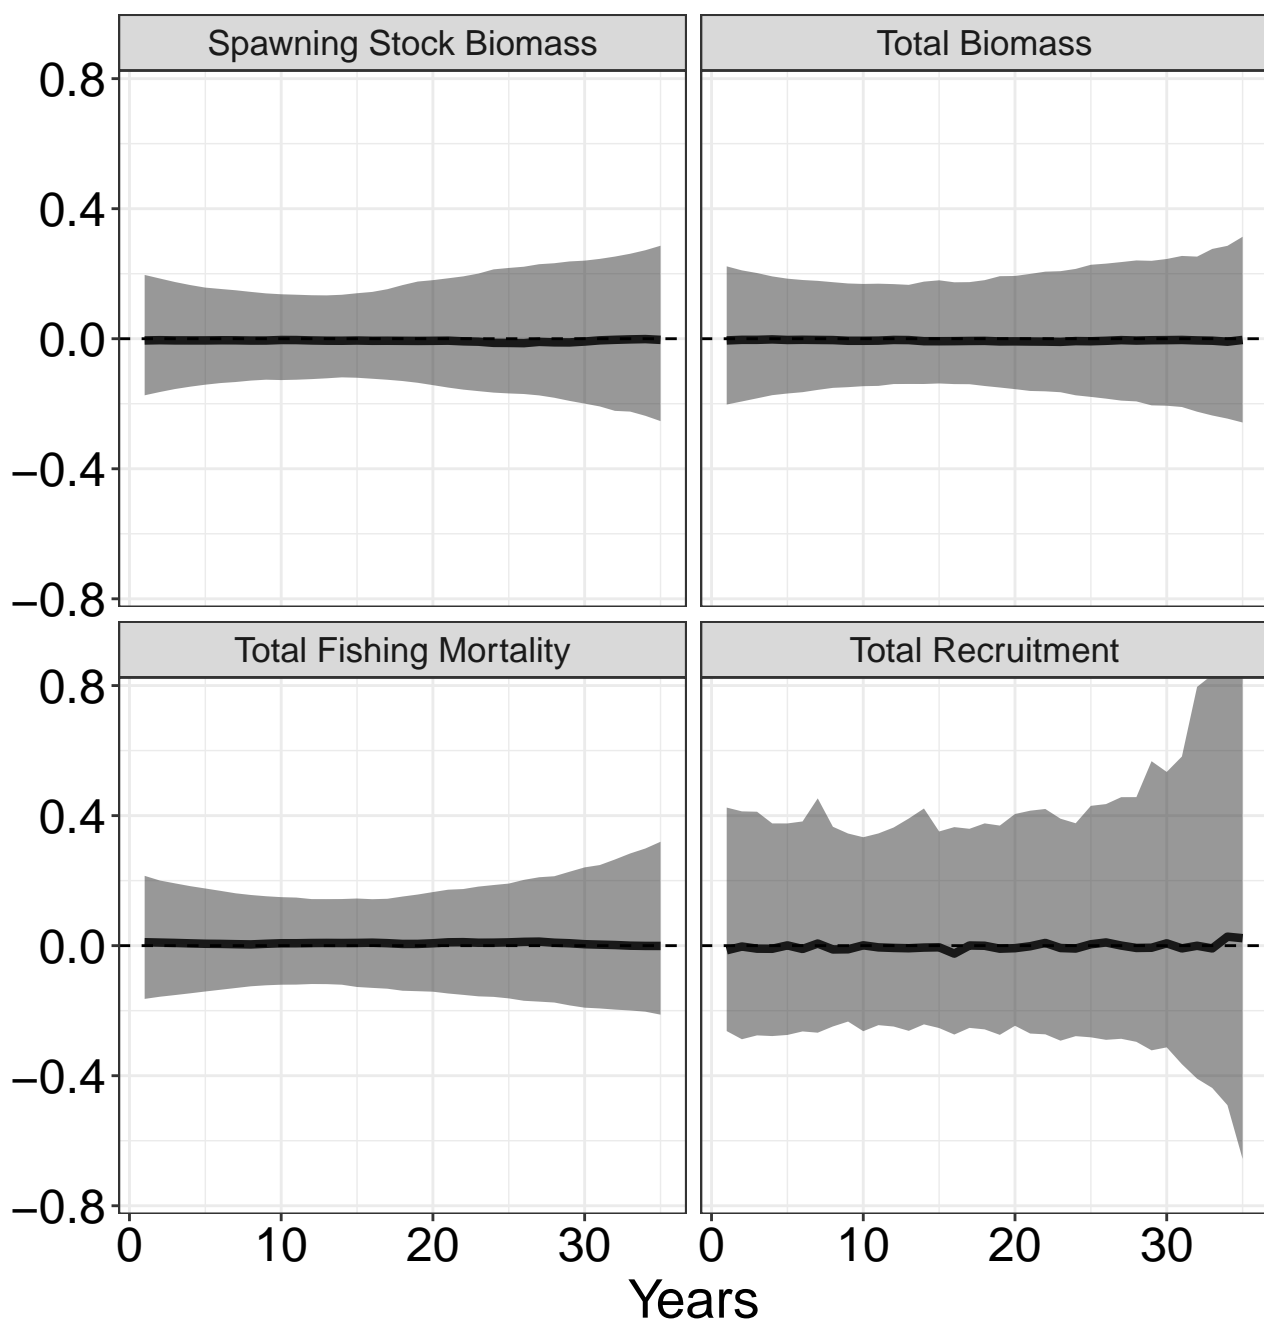 Spawning Stock Biomass
Total Biomass
0.8
0.4
0.0
−0.4
−0.8
Total Fishing Mortality
Total Recruitment
0.8
0.4
0.0
−0.4
−0.8
0 10 20 30 0 10 20 30
Years